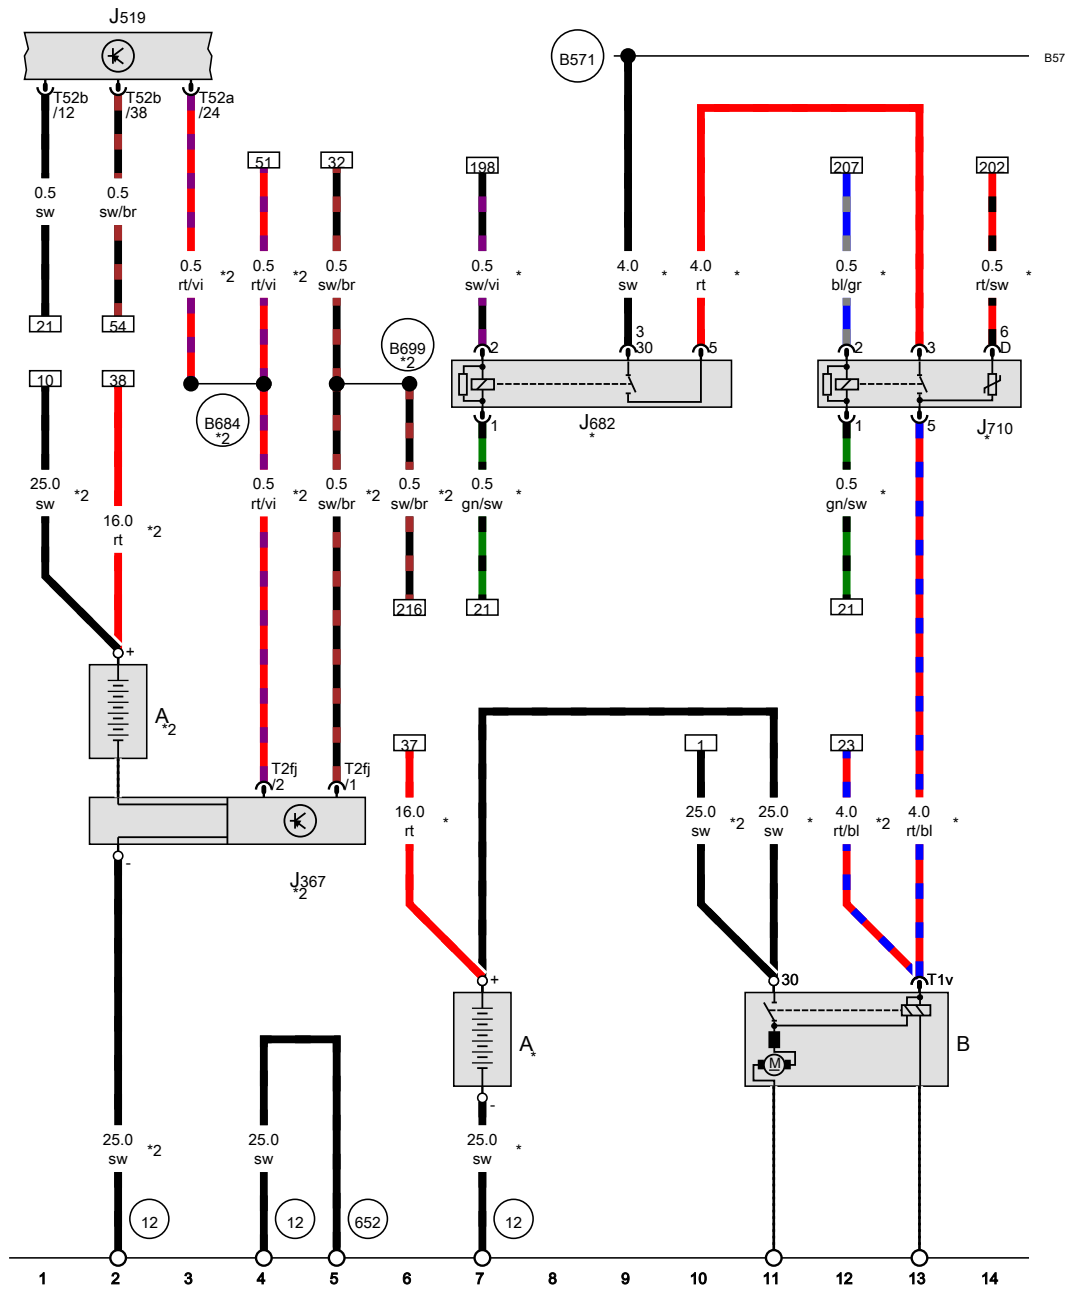 J519
B571
B57
T52b
/12
T52b
/38
T52a
/24
51
32
198
207
202
0.5
sw
0.5
sw/br
0.5
rt/vi
*2
0.5
rt/vi
*2
0.5
sw/br
0.5
sw/vi
*
4.0
sw
*
4.0
rt
*
0.5
bl/gr
*
0.5
rt/sw
*
21
54
B699
*2
2
3
30
5
2
3
6
D
10
38
B684
*2
1
J682
*
1
5
J710
*
25.0
sw
*2
16.0
rt
*2
0.5
rt/vi
*2
0.5
sw/br
*2
0.5
sw/br
*2
0.5
gn/sw
*
0.5
gn/sw
*
216
21
21
+
A
*2
37
1
23
T2fj
/2
T2fj
/1
16.0
rt
*
25.0
sw
*2
25.0
sw
*
4.0
rt/bl
*2
4.0
rt/bl
*
-
J367
*2
+
30
T1v
A
*
M
B
-
25.0
sw
*2
25.0
sw
25.0
sw
*
12
12
652
12
1 2 3 4 5 6 7 8 9 10 11 12 13 14